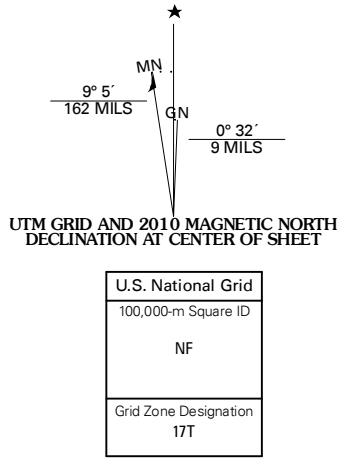 ★
MN
9° 5´
162 MILS
GN
0° 32´
9 MILS
UTM GRID AND 2010 MAGNETIC NORTH
DECLINATION AT CENTER OF SHEET
U.S. National Grid
100,000-m Square ID
NF
Grid Zone Designation
17T